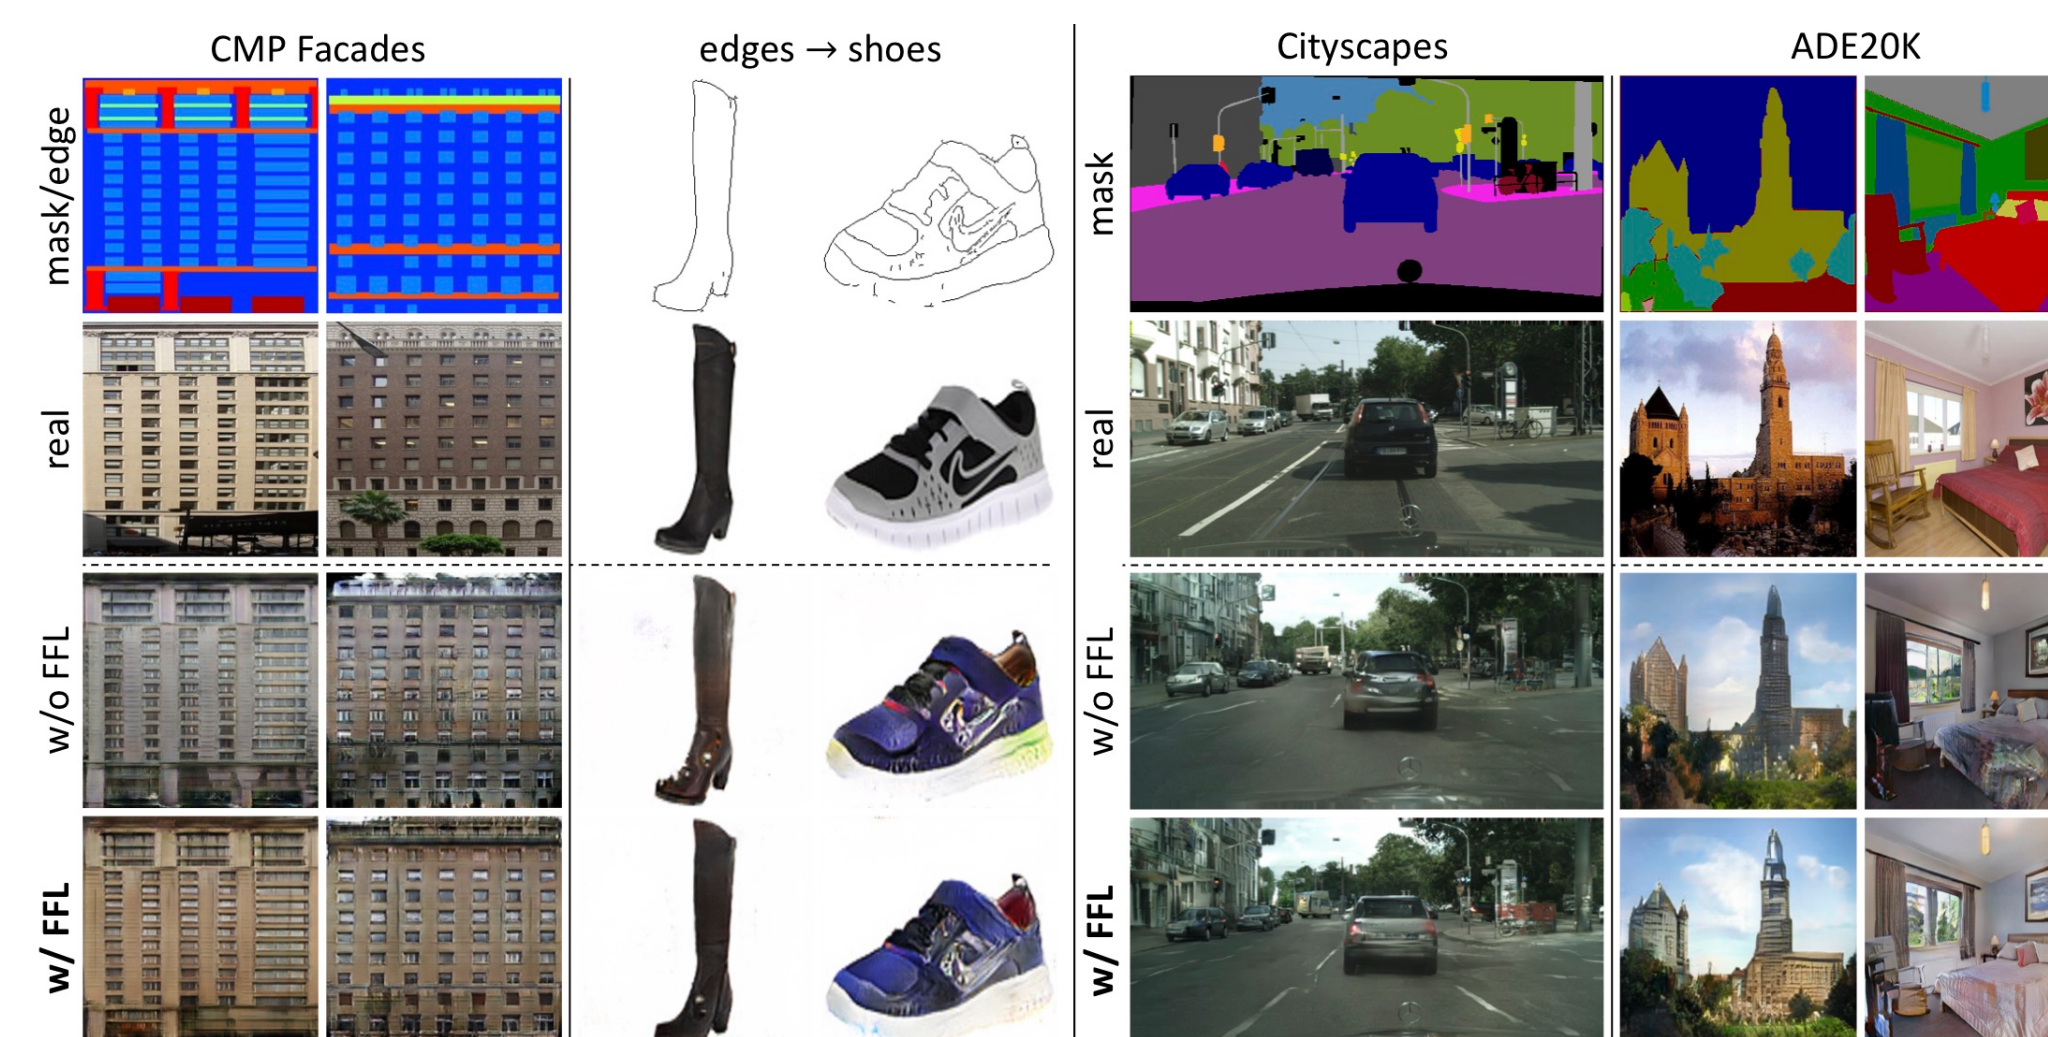 CMP Facades
edges → shoes
Cityscapes
ADE20K
mask/edge
real
w/o FFL
w/ FFL
mask
real
w/o FFL
w/ FFL